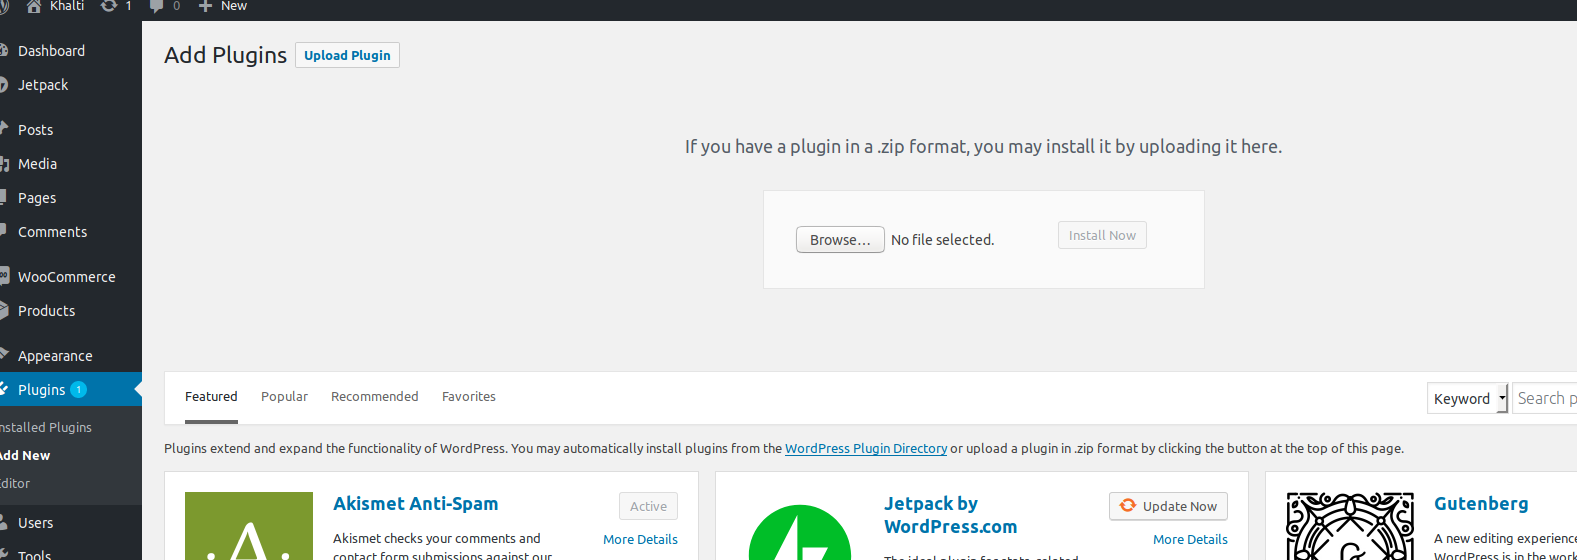 Khalti 1 0 New
Dashboard
Jetpack
Posts
Media
Pages
Comments
WooCommerce
Products
Appearance
Plugins 1
nstalled Plugins
Add New
Editor
Users
Tools
Add Plugins Upload Plugin
If you have a plugin in a .zip format, you may install it by uploading it here.
Browse... No file selected. Install Now
Featured Popular Recommended Favorites Keyword Search p
Plugins extend and expand the functionality of WordPress. You may automatically install plugins from the WordPress Plugin Directory or upload a plugin in .zip format by clicking the button at the top of this page.
.A.
Akismet Anti-Spam
Active
Akismet checks your comments and
contact form submissions against our
More Details
Jetpack by
WordPress.com
Update Now
More Details
The ideal plugin for stats, related
Gutenberg
A new editing experience
WordPress is in the work